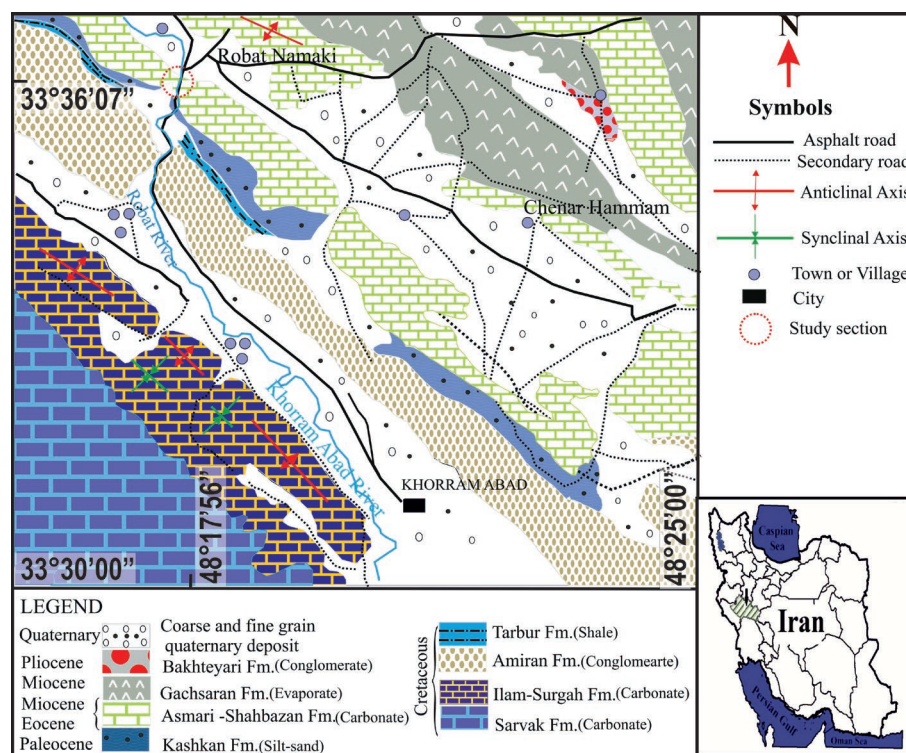 Robat Namaki
33°36'07"
Chenar Hammam
Robat River
Khorram Abad River
KHORRAM ABAD
33°30'00"
48°17'56"
48°25'00"
N
Symbols
Asphalt road
Secondary road
Anticlinal Axis
Synclinal Axis
Town or Village
City
Study section
Caspian
Sea
Iran
Persian Gulf
Oman Sea
LEGEND
Quaternary
Coarse and fine grain
quaternary deposit
Pliocene
Bakhteyari Fm.(Conglomerate)
Miocene
Gachsaran Fm.(Evaporate)
Miocene
Eocene
Asmari -Shahbazan Fm.(Carbonate)
Paleocene
Kashkan Fm.(Silt-sand)
Cretaceous
Tarbur Fm.(Shale)
Amiran Fm.(Conglomearte)
Ilam-Surgah Fm.(Carbonate)
Sarvak Fm.(Carbonate)